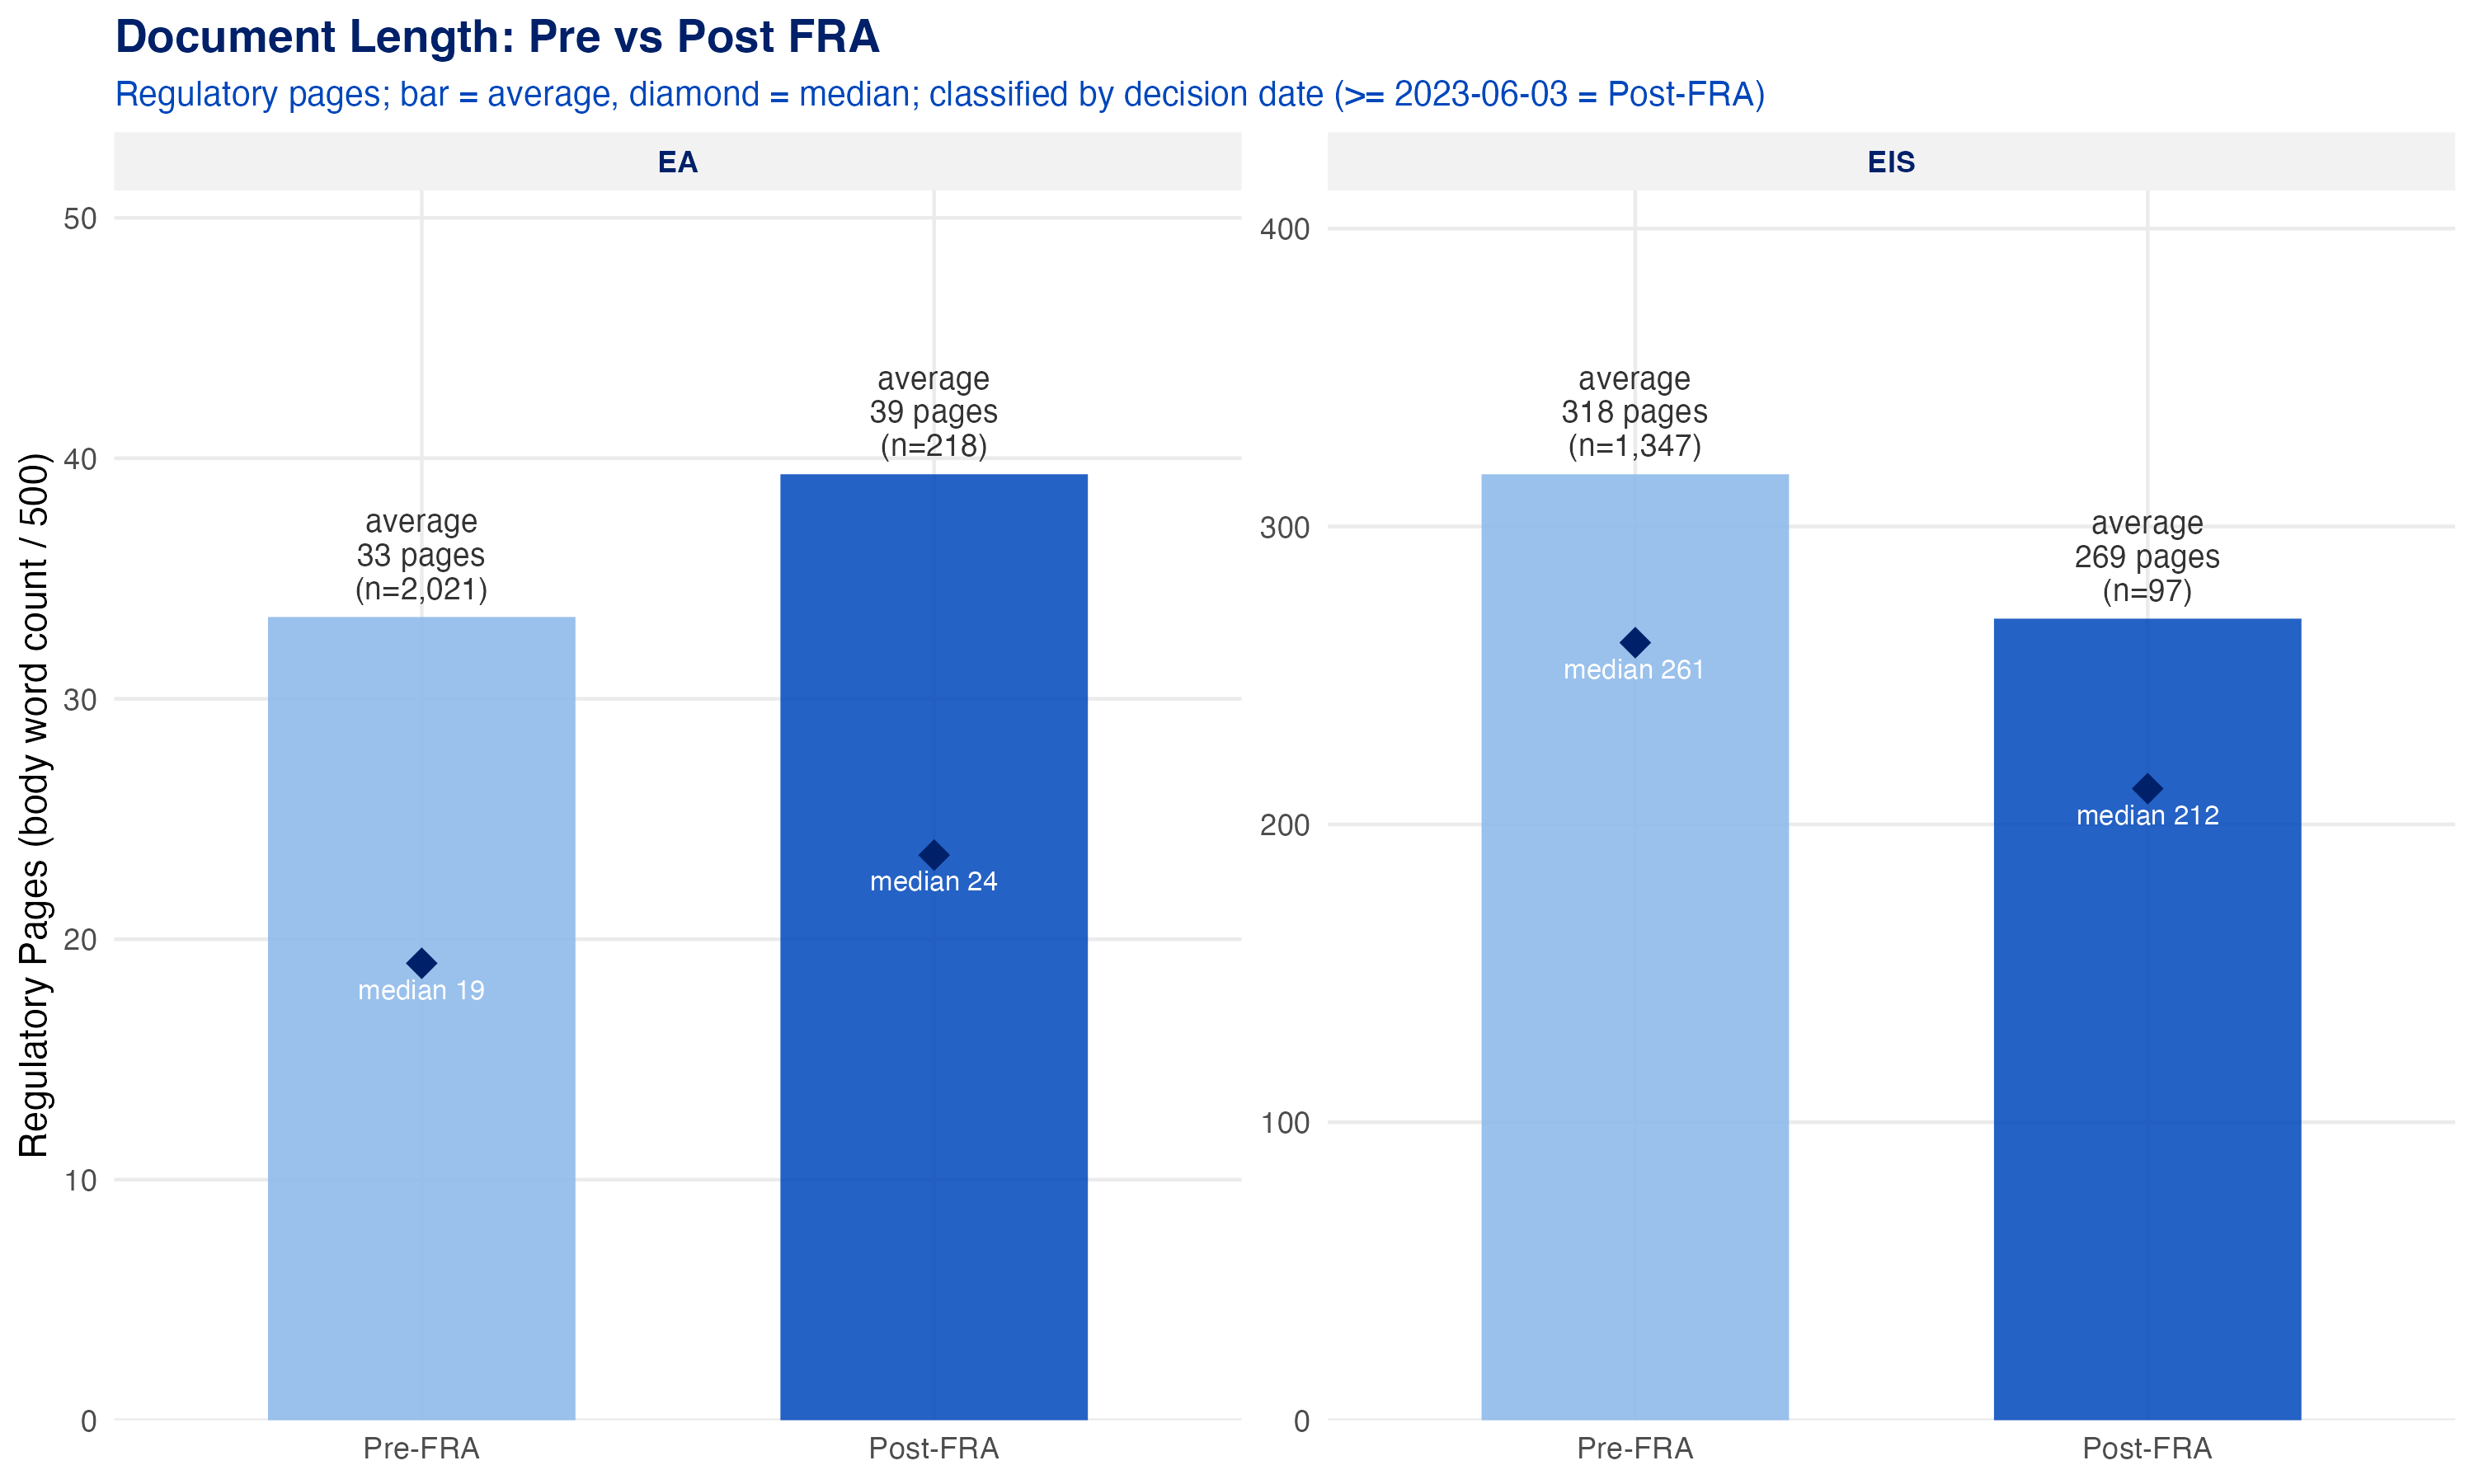 Document Length: Pre vs Post FRA
Regulatory pages; bar = average, diamond = median; classified by decision date (>= 2023-06-03 = Post-FRA)
Regulatory Pages (body word count / 500)
EA
50
40
30
20
10
0
average
33 pages
(n=2,021)
median 19
average
39 pages
(n=218)
median 24
Pre-FRA
Post-FRA
EIS
400
300
200
100
0
average
318 pages
(n=1,347)
median 261
average
269 pages
(n=97)
median 212
Pre-FRA
Post-FRA